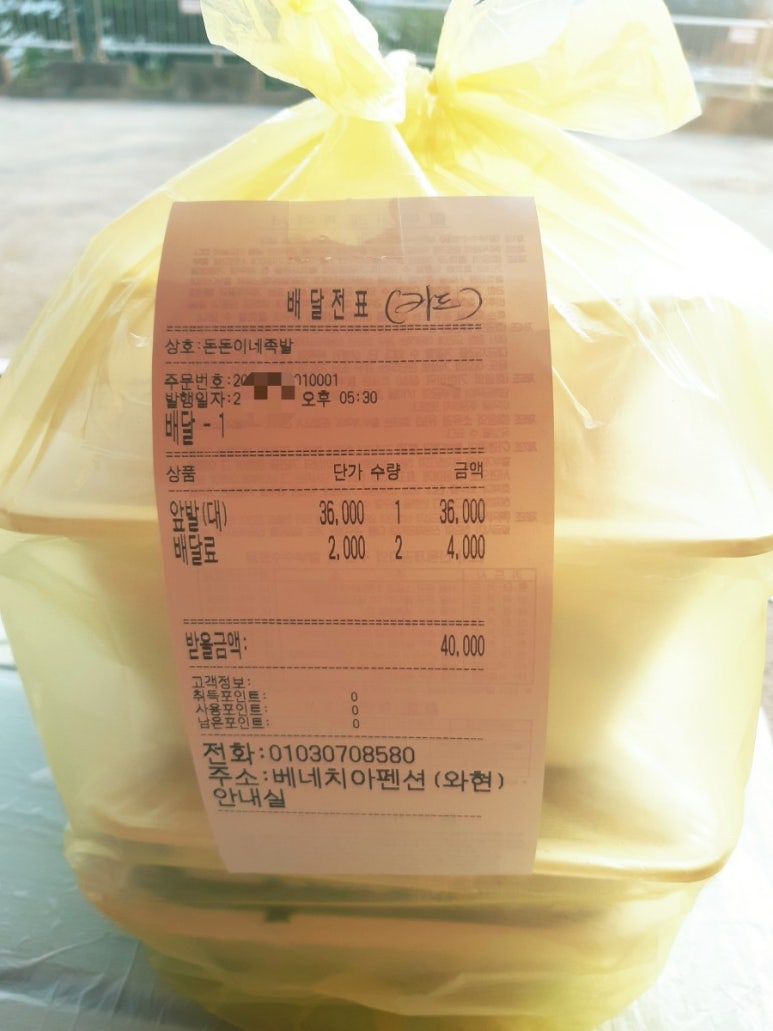 배달전표
상호:돈돈이네족발
주문번호:20 010001
발행일자:2 오후 05:30
배달-1
상품 단가 수량 금액
앞발(대) 36,000 1 36,000
배달료 2,000 2 4,000
받을금액: 40,000
고객정보:
취득포인트: 0
사용포인트: 0
남은포인트: 0
전화:01030708580
주소:베네치아펜션(와현)
안내실